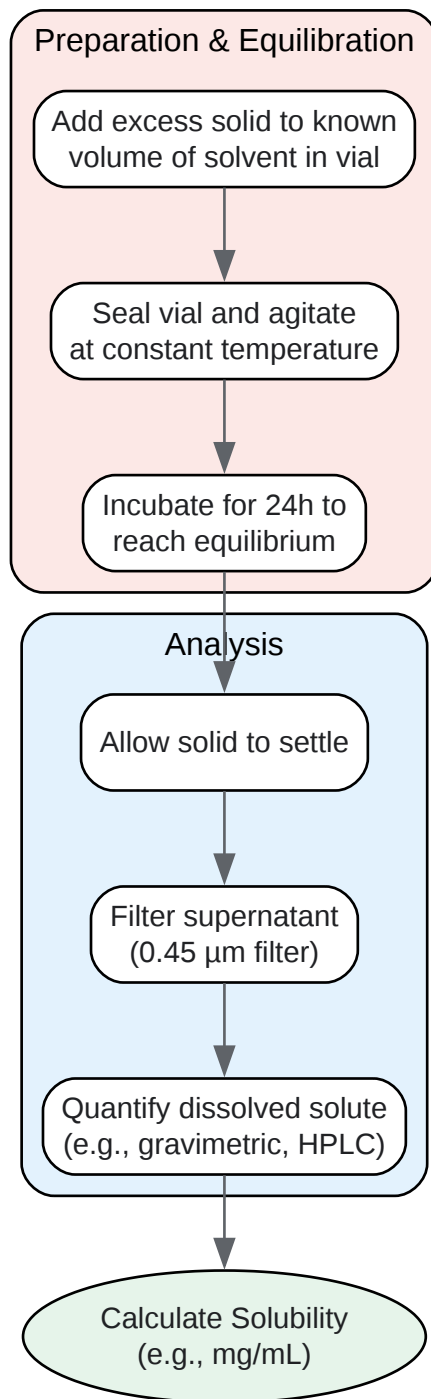 Preparation & Equilibration
Add excess solid to known
volume of solvent in vial
Seal vial and agitate
at constant temperature
Incubate for 24h to
reach equilibrium
Analysis
Allow solid to settle
Filter supernatant
(0.45 µm filter)
Quantify dissolved solute
(e.g., gravimetric, HPLC)
Calculate Solubility
(e.g., mg/mL)